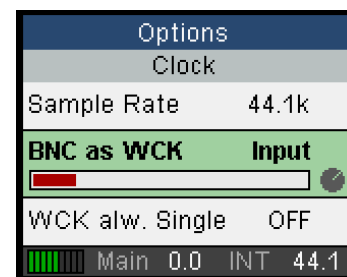 Options
Clock
Sample Rate 44.1k
BNC as WCK Input
WCK alw. Single OFF
Main 0.0 INT 44.1